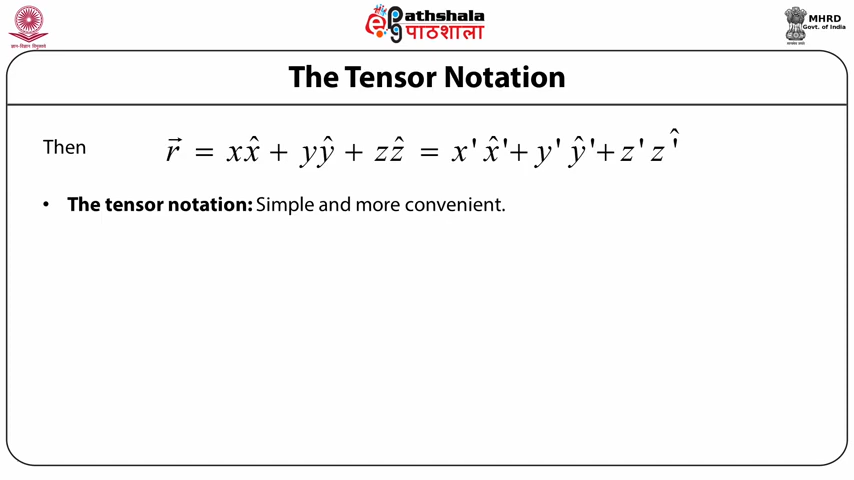 ePathshala
पाठशाला
MHRD
Govt. of India
The Tensor Notation
Then r⃗ = xx̂ + yŷ + zẑ = x' x̂' + y' ŷ' + z' ẑ'
• The tensor notation: Simple and more convenient.